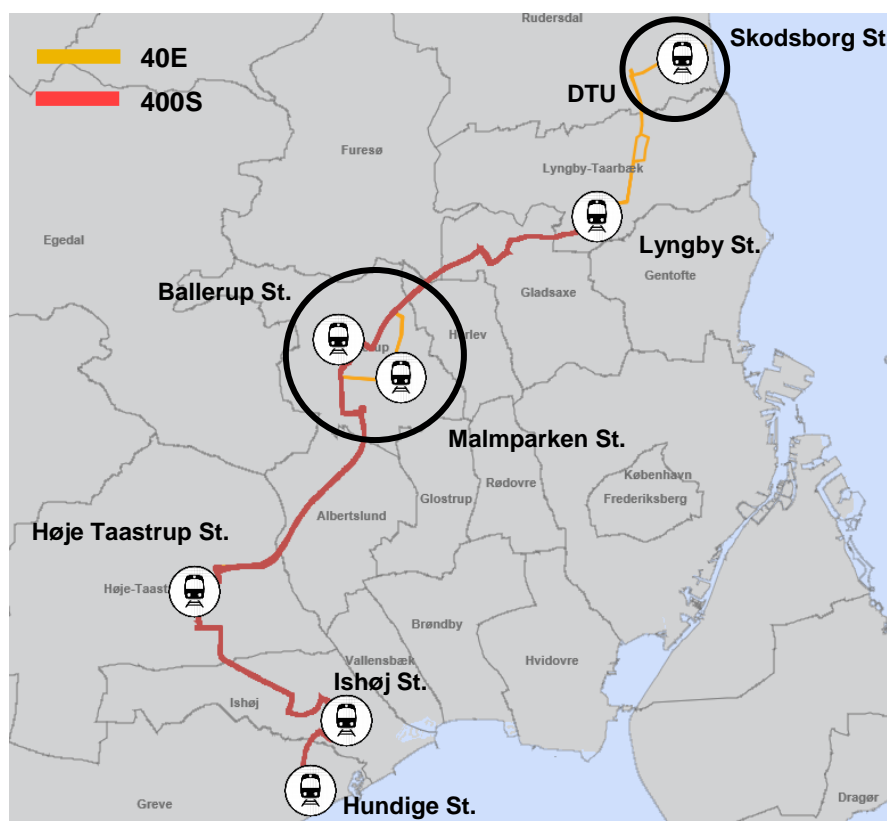 Rudersdal
Skodsborg St.
40E
DTU
400S
Furesø
Lyngby-Taarbæk
Egedal
Lyngby St.
Gentofte
Ballerup St.
Gladsaxe
Herlev
Malmparken St.
København
Rødovre
Frederiksberg
Glostrup
Albertslund
Høje Taastrup St.
Høje-Taast
Brøndby
Vallensbæk
Hvidovre
Ishøj St.
Ishøj
Greve
Hundige St.
Dragør